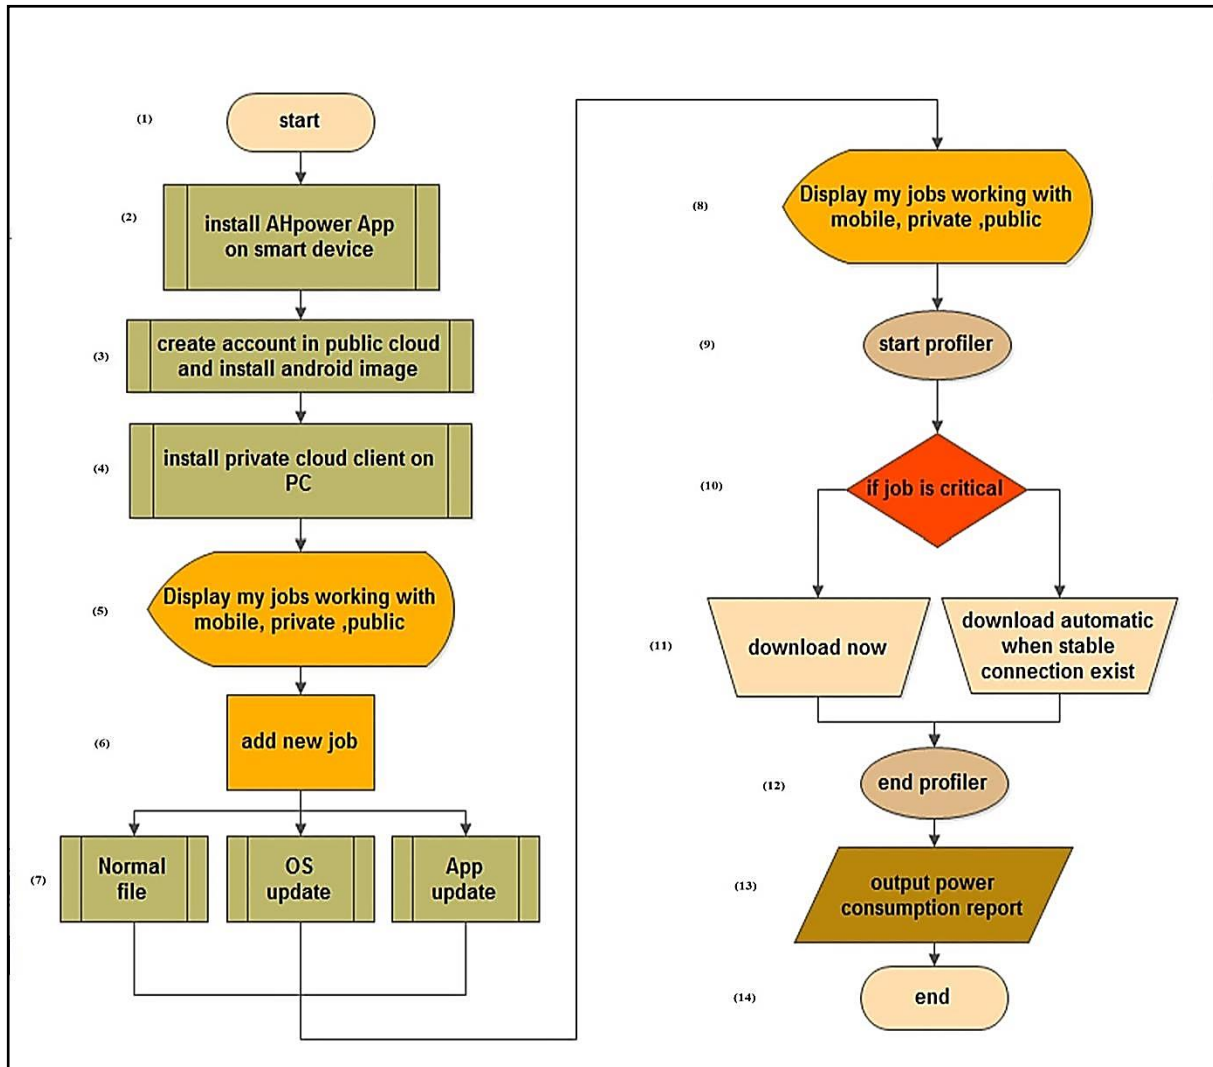 (1)
start
(2)
install AHpower App
on smart device
(3)
create account in public cloud
and install android image
(4)
install private cloud client on
PC
(5)
Display my jobs working with
mobile, private ,public
(6)
add new job
(7)
Normal
file
OS
update
App
update
(8)
Display my jobs working with
mobile, private ,public
(9)
start profiler
(10)
if job is critical
(11)
download now
download automatic
when stable
connection exist
(12)
end profiler
(13)
output power
consumption report
(14)
end